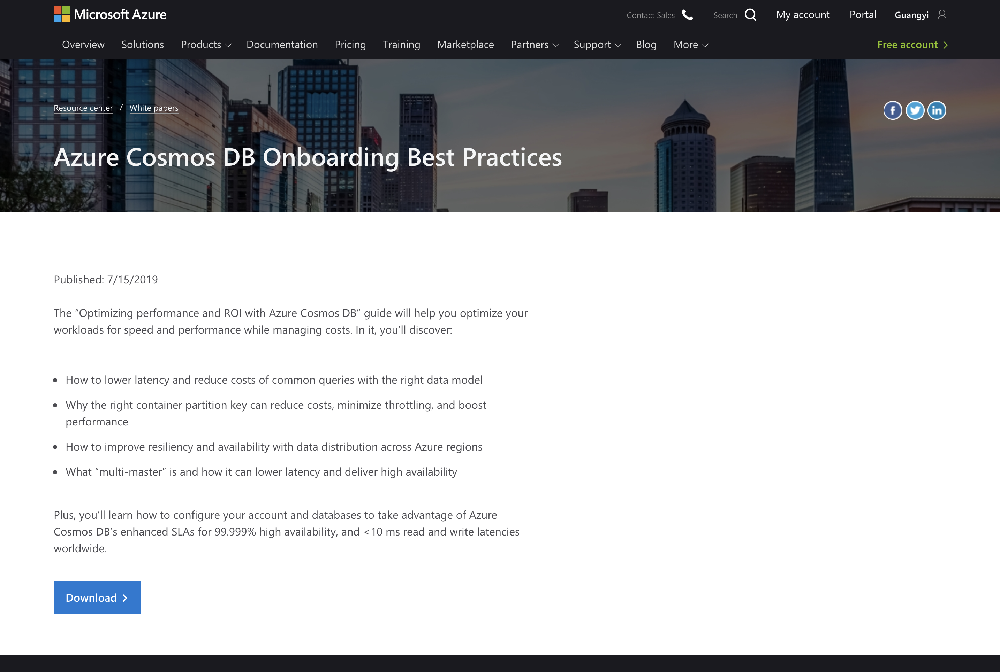 Microsoft Azure
Contact Sales
Search
My account
Portal
Guangyi
Overview
Solutions
Products
Documentation
Pricing
Training
Marketplace
Partners
Support
Blog
More
Free account
Resource center / White papers
Azure Cosmos DB Onboarding Best Practices
Published: 7/15/2019
The “Optimizing performance and ROI with Azure Cosmos DB” guide will help you optimize your
workloads for speed and performance while managing costs. In it, you’ll discover:
• How to lower latency and reduce costs of common queries with the right data model
• Why the right container partition key can reduce costs, minimize throttling, and boost
performance
• How to improve resiliency and availability with data distribution across Azure regions
• What “multi-master” is and how it can lower latency and deliver high availability
Plus, you’ll learn how to configure your account and databases to take advantage of Azure
Cosmos DB’s enhanced SLAs for 99.999% high availability, and <10 ms read and write latencies
worldwide.
Download